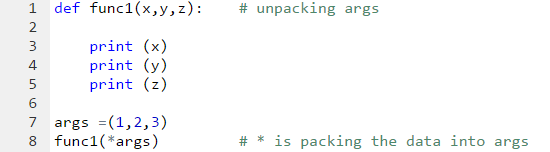 1 def func1(x,y,z):    # unpacking args
2
3     print (x)
4     print (y)
5     print (z)
6
7 args =(1,2,3)
8 func1(*args)         # * is packing the data into args